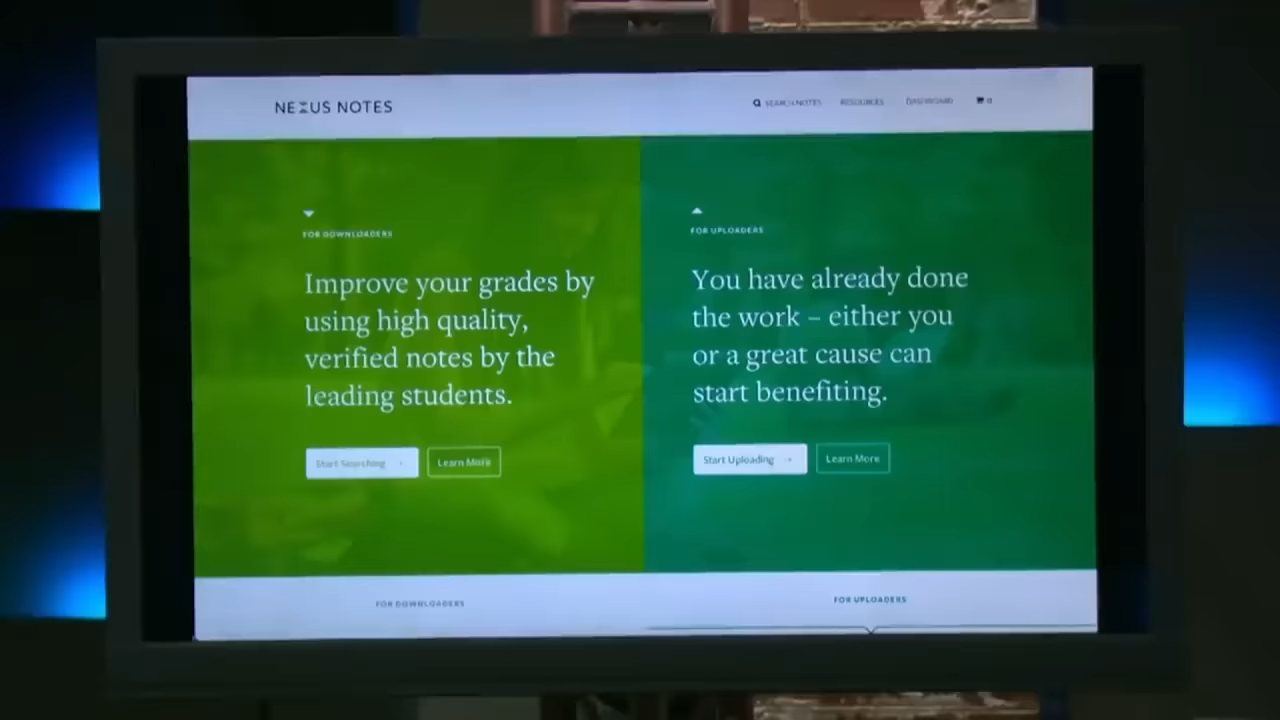 NEXUS NOTES
SEARCH NOTES RESOURCES DASHBOARD 0
FOR DOWNLOADERS
Improve your grades by
using high quality,
verified notes by the
leading students.
Start Searching → Learn More
FOR UPLOADERS
You have already done
the work – either you
or a great cause can
start benefiting.
Start Uploading → Learn More
FOR DOWNLOADERS
FOR UPLOADERS